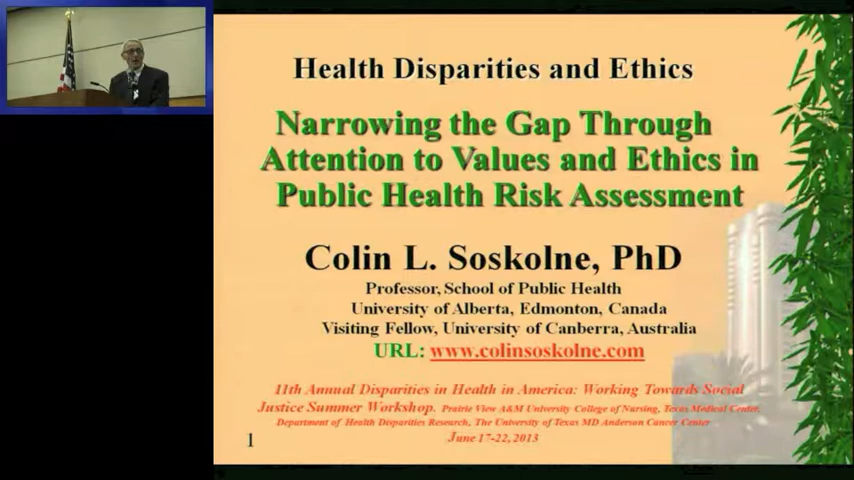 Health Disparities and Ethics
Narrowing the Gap Through
Attention to Values and Ethics in
Public Health Risk Assessment
Colin L. Soskolne, PhD
Professor, School of Public Health
University of Alberta, Edmonton, Canada
Visiting Fellow, University of Canberra, Australia
URL: www.colinsoskolne.com
11th Annual Disparities in Health in America: Working Towards Social
Justice Summer Workshop. Prairie View A&M University College of Nursing, Texas Medical Center,
Department of Health Disparities Research, The University of Texas MD Anderson Cancer Center
June 17-22, 2013
1